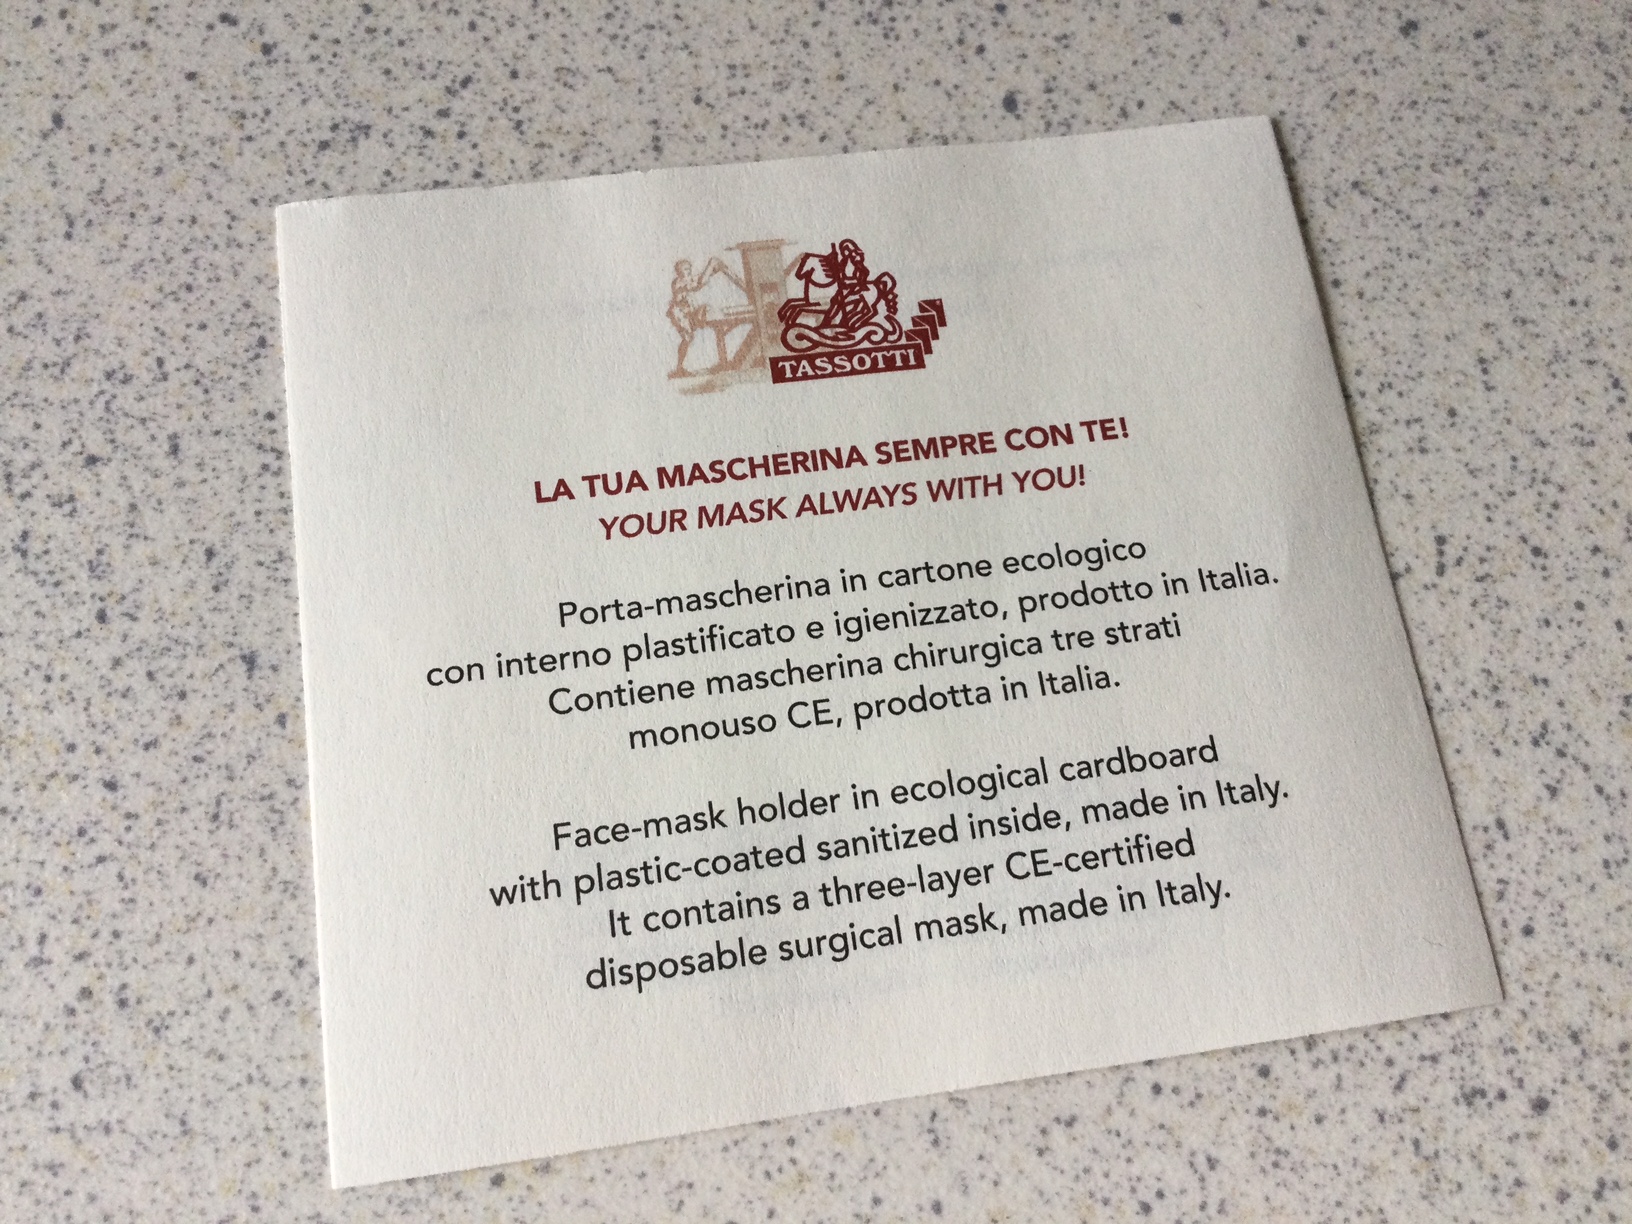 TASSOTTI
LA TUA MASCHERINA SEMPRE CON TE!
YOUR MASK ALWAYS WITH YOU!
Porta-mascherina in cartone ecologico
con interno plastificato e igienizzato, prodotto in Italia.
Contiene mascherina chirurgica tre strati
monouso CE, prodotta in Italia.
Face-mask holder in ecological cardboard
with plastic-coated sanitized inside, made in Italy.
It contains a three-layer CE-certified
disposable surgical mask, made in Italy.